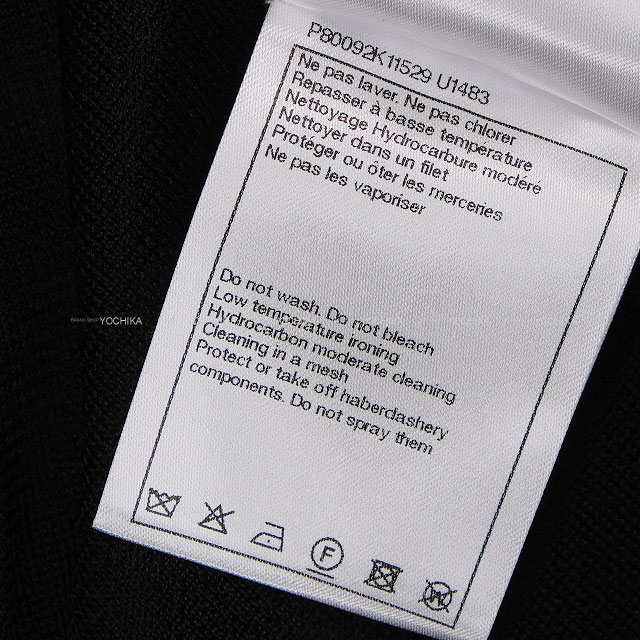 P80092K11529 U1483
Ne pas laver. Ne pas chlorer
Repasser à basse température
Nettoyage Hydrocarbure modéré
Nettoyer dans un filet
Protéger ou ôter les merceries
Ne pas les vaporiser
Do not wash. Do not bleach
Low temperature ironing
Hydrocarbon moderate cleaning
Cleaning in a mesh
Protect or take off haberdashery
components. Do not spray them
BRAND SHOP YOCHIKA
F
W